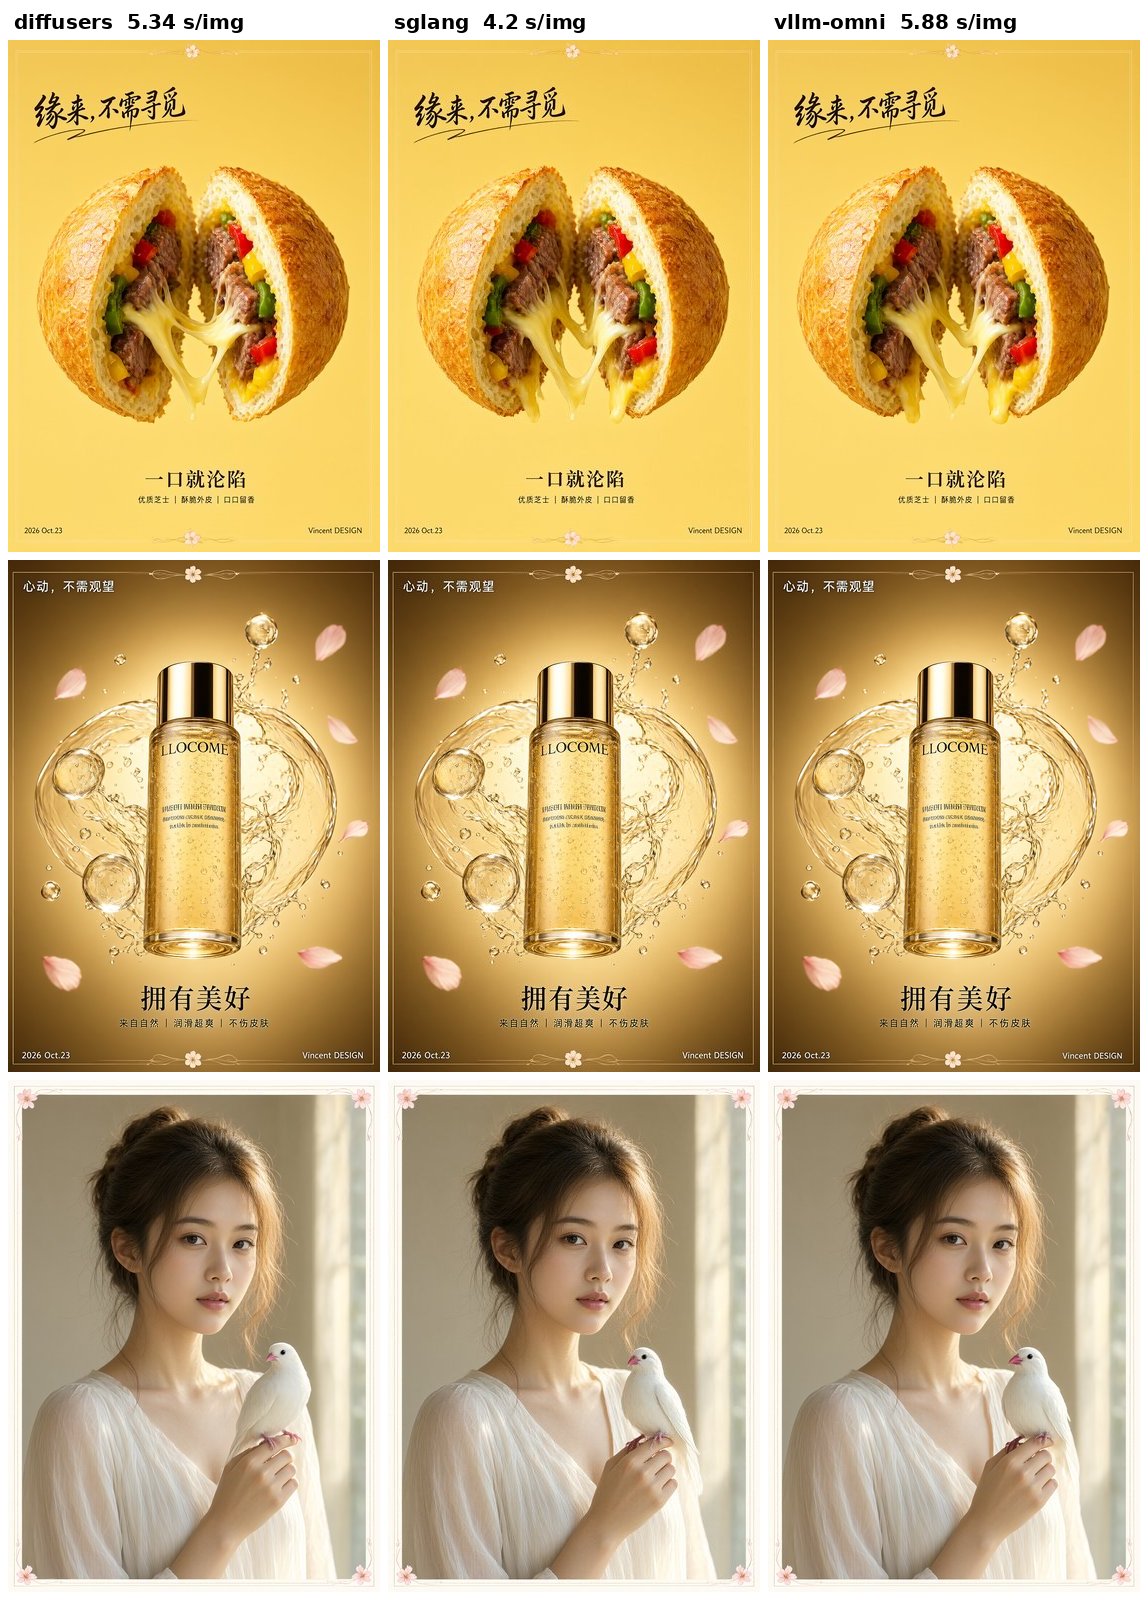 diffusers 5.34 s/img
sglang 4.2 s/img
vllm-omni 5.88 s/img
缘来,不需寻觅
缘来,不需寻觅
缘来,不需寻觅
一口就沦陷
优质芝士 | 酥脆外皮 | 口口留香
2026 Oct.23
Vincent DESIGN
一口就沦陷
优质芝士 | 酥脆外皮 | 口口留香
2026 Oct.23
Vincent DESIGN
一口就沦陷
优质芝士 | 酥脆外皮 | 口口留香
2026 Oct.23
Vincent DESIGN
心动，不需观望
LLOCOME
拥有美好
来自自然 | 润滑超爽 | 不伤皮肤
2026 Oct.23
Vincent DESIGN
心动，不需观望
LLOCOME
拥有美好
来自自然 | 润滑超爽 | 不伤皮肤
2026 Oct.23
Vincent DESIGN
心动，不需观望
LLOCOME
拥有美好
来自自然 | 润滑超爽 | 不伤皮肤
2026 Oct.23
Vincent DESIGN